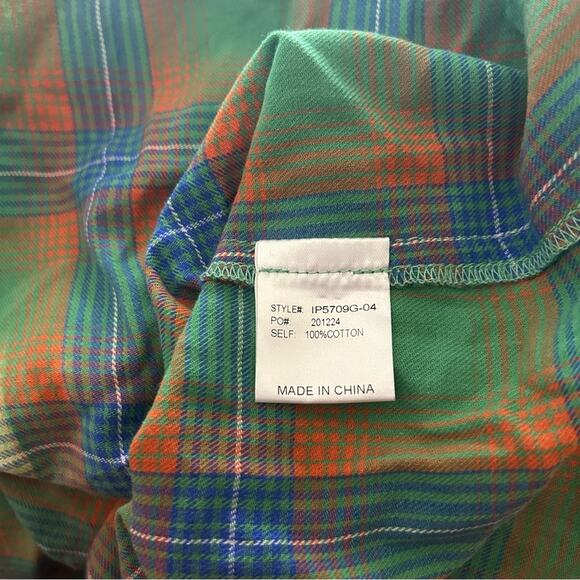 STYLE#: IP5709G-04
PO#: 201224
SELF: 100%COTTON
MADE IN CHINA